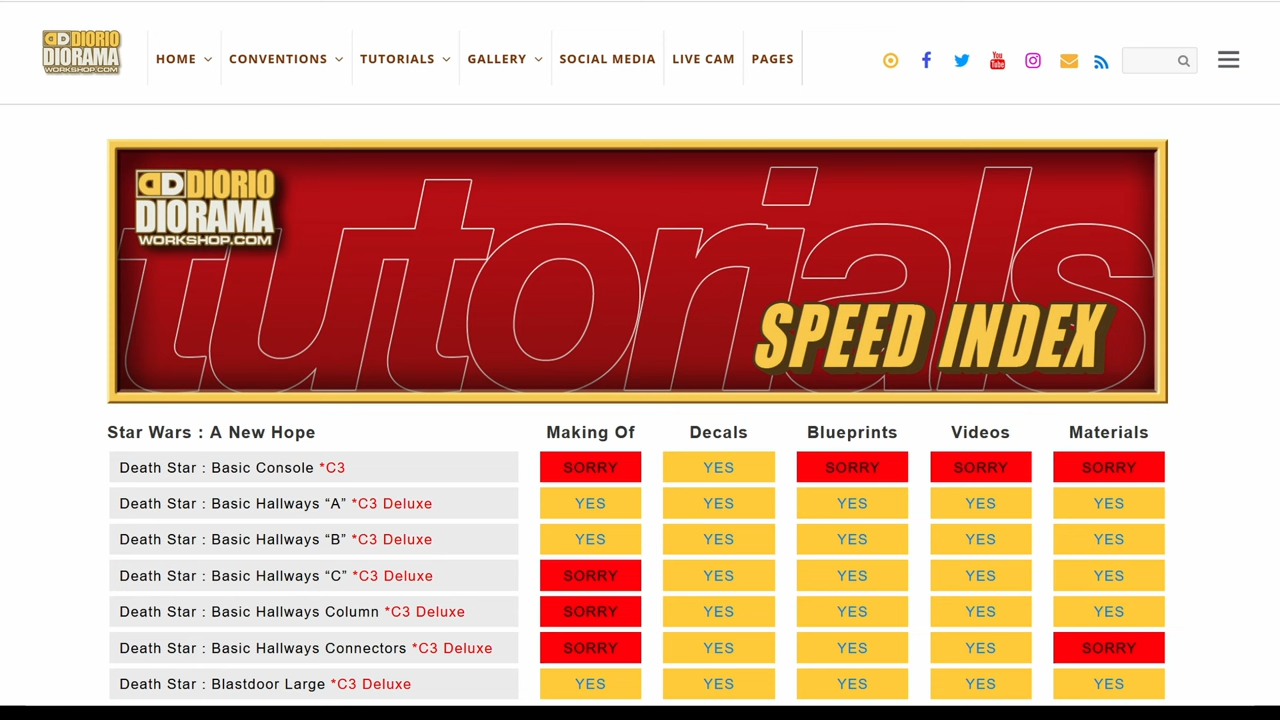 DD DIORIO
DIORAMA
WORKSHOP.COM
HOME CONVENTIONS TUTORIALS GALLERY SOCIAL MEDIA LIVE CAM PAGES
You
Tube
DD DIORIO
DIORAMA
WORKSHOP.COM
tutorials
SPEED INDEX
Star Wars : A New Hope Making Of Decals Blueprints Videos Materials
Death Star : Basic Console *C3 SORRY YES SORRY SORRY SORRY
Death Star : Basic Hallways “A” *C3 Deluxe YES YES YES YES YES
Death Star : Basic Hallways “B” *C3 Deluxe YES YES YES YES YES
Death Star : Basic Hallways “C” *C3 Deluxe SORRY YES YES YES YES
Death Star : Basic Hallways Column *C3 Deluxe SORRY YES YES YES YES
Death Star : Basic Hallways Connectors *C3 Deluxe SORRY YES YES YES SORRY
Death Star : Blastdoor Large *C3 Deluxe YES YES YES YES YES